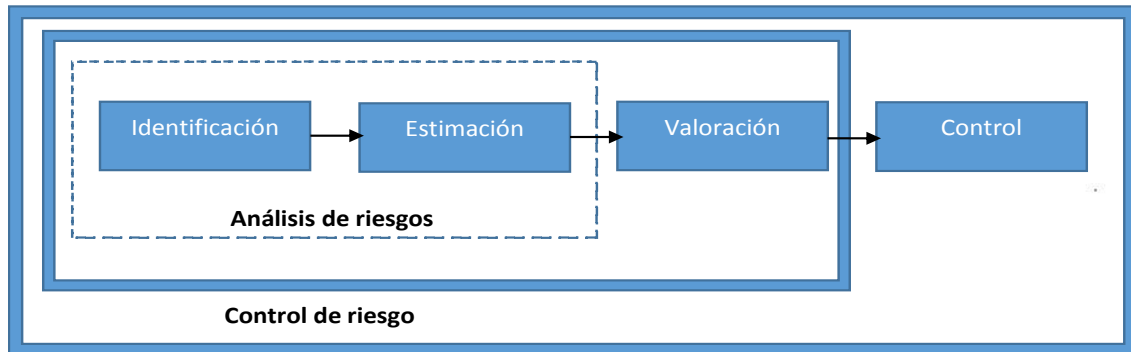 Identificación
Estimación
Valoración
Control
Análisis de riesgos
Control de riesgo